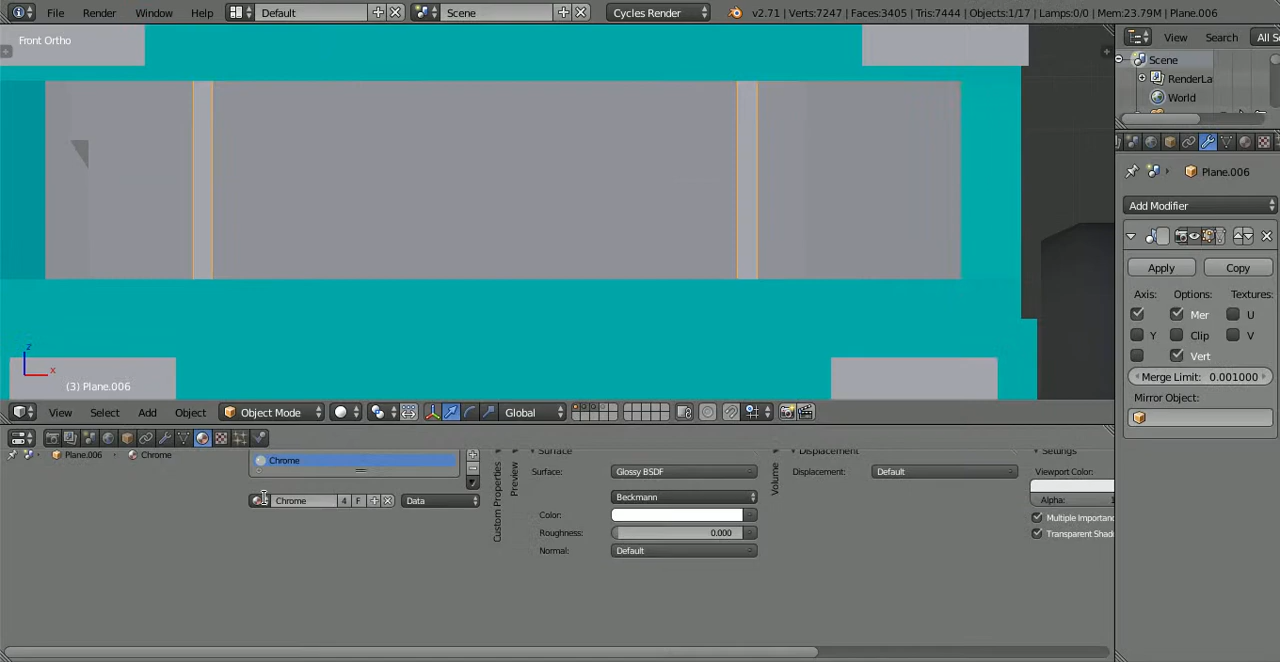 File Render Window Help Default Scene Cycles Render v2.71 | Verts:7247 | Faces:3405 | Tris:7444 | Objects:1/17 | Lamps:0/0 | Mem:23.79M | Plane.006
Front Ortho
View Search All S
Scene
RenderLa
World
Plane.006
Add Modifier
Apply Copy
Axis: Options: Textures:
Mer U
Y Clip V
Vert
Merge Limit: 0.001000
Mirror Object:
z
x
(3) Plane.006
View Select Add Object Object Mode Global
Plane.006 Chrome
Chrome
Chrome 4 F Data
Custom Properties
Preview
Surface
Surface: Glossy BSDF
Beckmann
Color:
Roughness: 0.000
Normal: Default
Volume
Displacement
Displacement: Default
Settings
Viewport Color:
Alpha: 1
Multiple Importanc
Transparent Shado